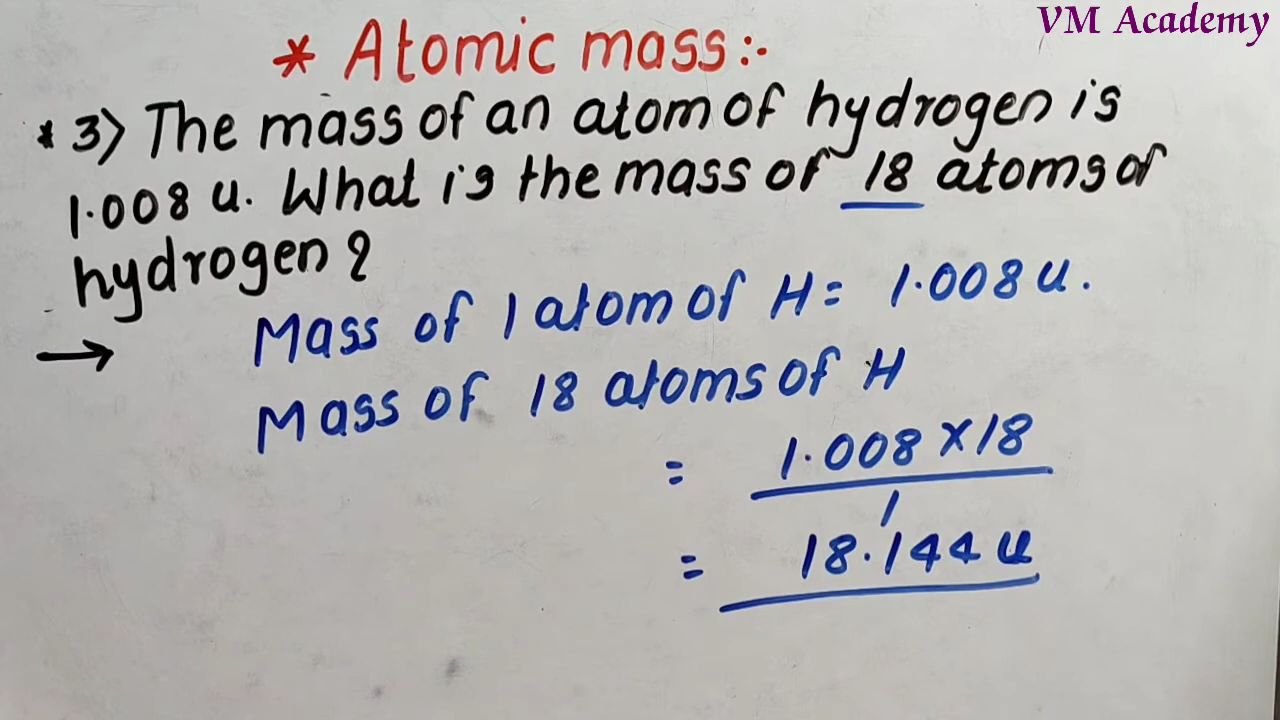 VM Academy
* Atomic mass:-
* 3) The mass of an atom of hydrogen is
1.008 u. What is the mass of 18 atoms of
hydrogen ?
→ Mass of 1 atom of H = 1.008 u.
Mass of 18 atoms of H
= 1.008 × 18
1
= 18.144 u